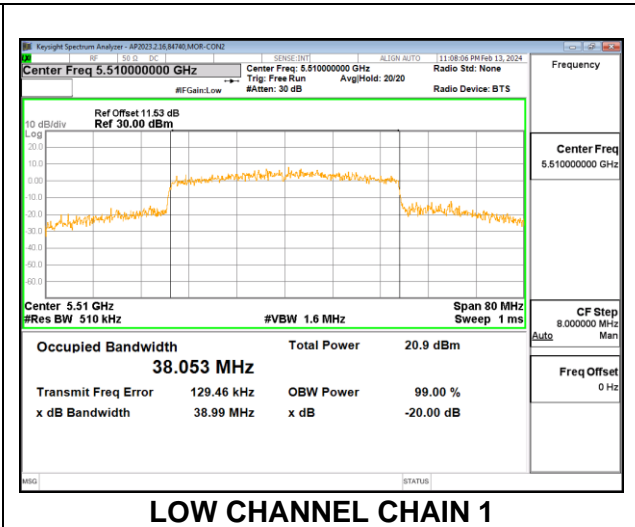 Keysight Spectrum Analyzer - AP2023.2.16,84740,MOR-CON2
RF 50 Ω DC SENSE:INT ALIGN AUTO 11:08:06 PM Feb 13, 2024
Center Freq 5.510000000 GHz Center Freq: 5.510000000 GHz Radio Std: None Frequency
Trig: Free Run Avg|Hold: 20/20
#IFGain:Low #Atten: 30 dB Radio Device: BTS
Ref Offset 11.53 dB
10 dB/div Ref 30.00 dBm
Log
20.0
10.0
0.00
-10.0
-20.0
-30.0
-40.0
-50.0
-60.0
Center Freq
5.510000000 GHz
Center 5.51 GHz Span 80 MHz
#Res BW 510 kHz #VBW 1.6 MHz Sweep 1 ms
CF Step
8.000000 MHz
Auto Man
Occupied Bandwidth Total Power 20.9 dBm
38.053 MHz
Freq Offset
0 Hz
Transmit Freq Error 129.46 kHz OBW Power 99.00 %
x dB Bandwidth 38.99 MHz x dB -20.00 dB
MSG STATUS
LOW CHANNEL CHAIN 1